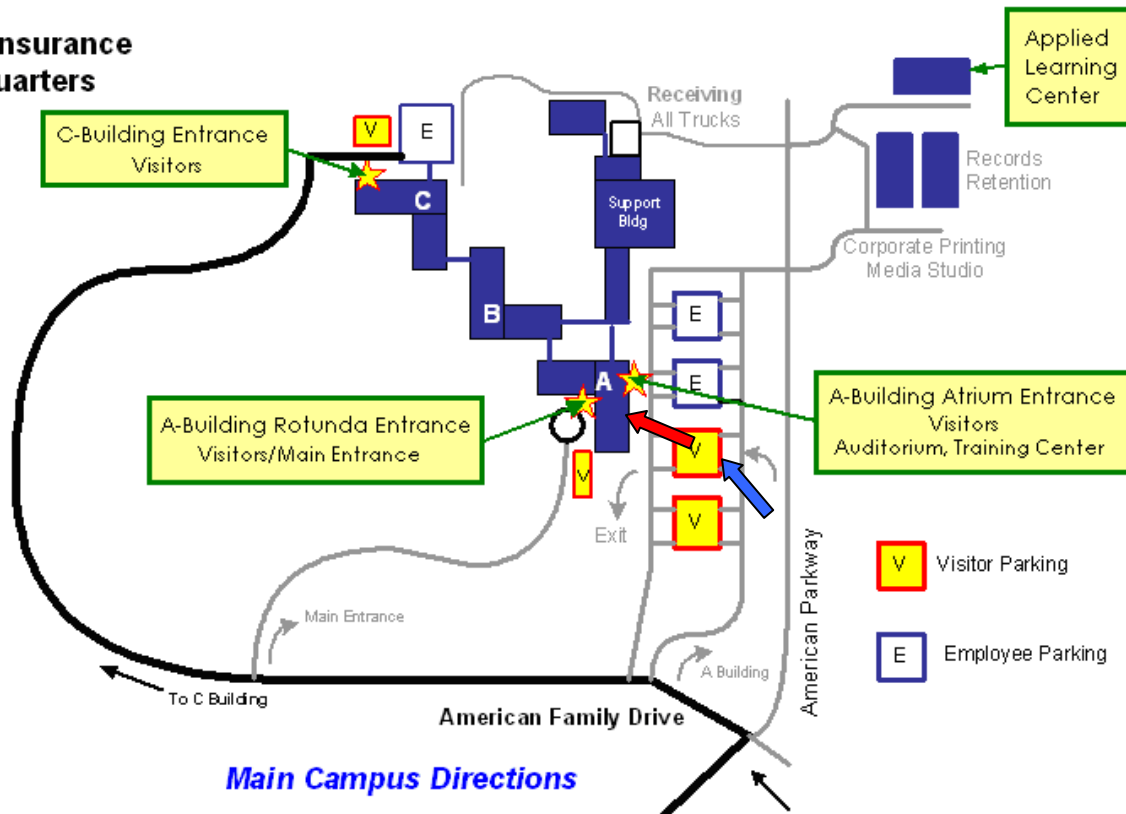 nsurance
uarters
Applied
Learning
Center
C-Building Entrance
Visitors
V
E
Receiving
All Trucks
Records
Retention
C
Support
Bldg
Corporate Printing
Media Studio
B
E
E
A
A-Building Rotunda Entrance
Visitors/Main Entrance
A-Building Atrium Entrance
Visitors
Auditorium, Training Center
V
V
V
Exit
American Parkway
V Visitor Parking
E Employee Parking
Main Entrance
A Building
To C Building
American Family Drive
Main Campus Directions